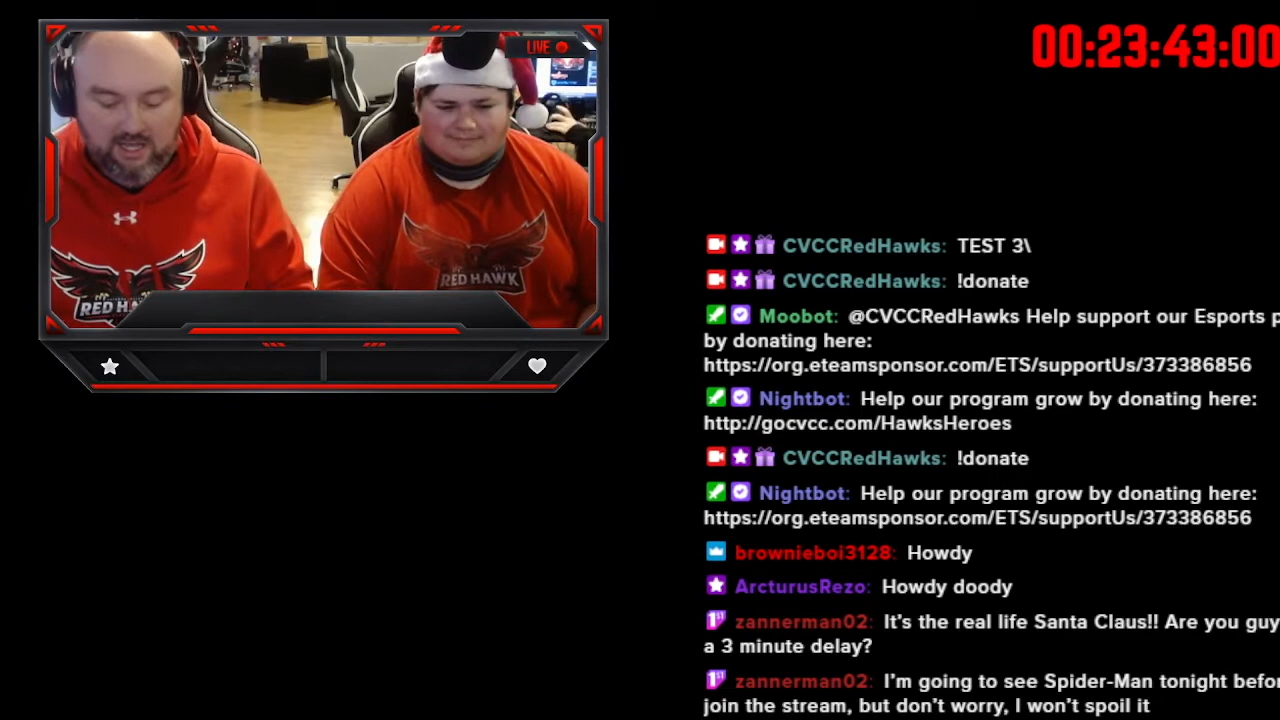 LIVE
00:23:43:00
RED HAWK
RED HA
CVCCRedHawks: TEST 3\
CVCCRedHawks: !donate
Moobot: @CVCCRedHawks Help support our Esports p
by donating here:
https://org.eteamsponsor.com/ETS/supportUs/373386856
Nightbot: Help our program grow by donating here:
http://gocvcc.com/HawksHeroes
CVCCRedHawks: !donate
Nightbot: Help our program grow by donating here:
https://org.eteamsponsor.com/ETS/supportUs/373386856
brownieboi3128: Howdy
ArcturusRezo: Howdy doody
zannerman02: It's the real life Santa Claus!! Are you guy
a 3 minute delay?
zannerman02: I'm going to see Spider-Man tonight befor
join the stream, but don't worry, I won't spoil it